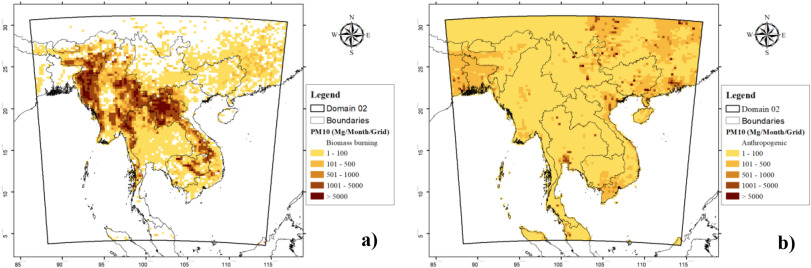 N
W E
S
Legend
Domain 02
Boundaries
PM10 (Mg/Month/Grid)
Biomass burning
1 - 100
101 - 500
501 - 1000
1001 - 5000
> 5000
30
25
20
15
10
5
85 90 95 100 105 110 115
a)
N
W E
S
Legend
Domain 02
Boundaries
PM10 (Mg/Month/Grid)
Anthropogenic
1 - 100
101 - 500
501 - 1000
1001 - 5000
> 5000
30
25
20
15
10
5
85 90 95 100 105 110 115
b)